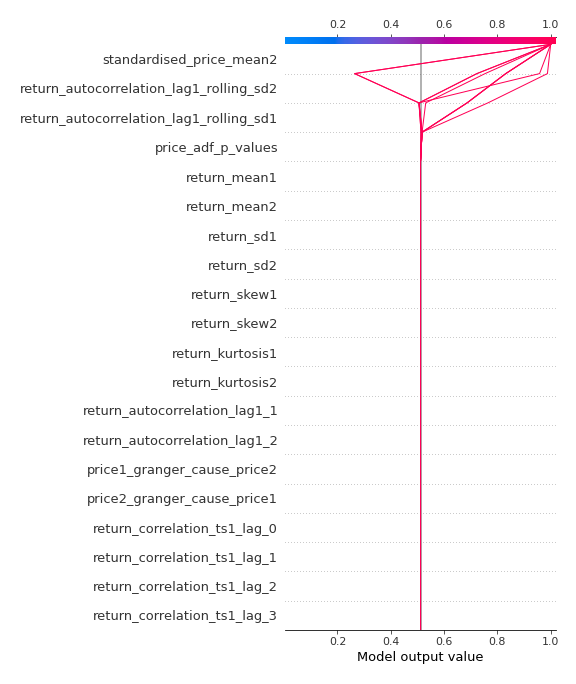 0.2 0.4 0.6 0.8 1.0
standardised_price_mean2
return_autocorrelation_lag1_rolling_sd2
return_autocorrelation_lag1_rolling_sd1
price_adf_p_values
return_mean1
return_mean2
return_sd1
return_sd2
return_skew1
return_skew2
return_kurtosis1
return_kurtosis2
return_autocorrelation_lag1_1
return_autocorrelation_lag1_2
price1_granger_cause_price2
price2_granger_cause_price1
return_correlation_ts1_lag_0
return_correlation_ts1_lag_1
return_correlation_ts1_lag_2
return_correlation_ts1_lag_3
0.2 0.4 0.6 0.8 1.0
Model output value